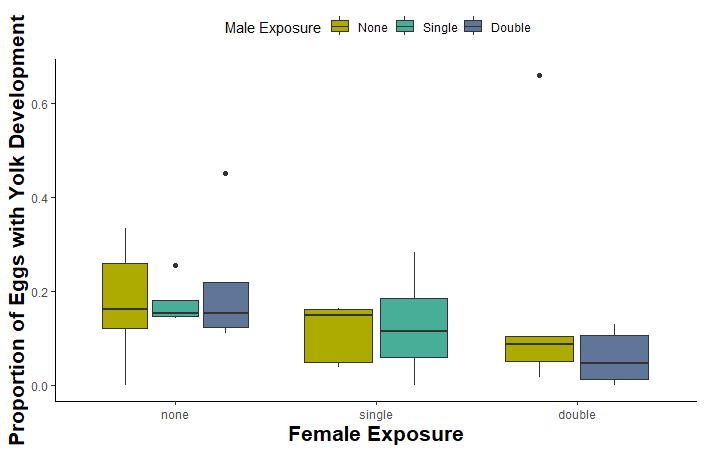 Male Exposure None Single Double
Proportion of Eggs with Yolk Development
0.6
0.4
0.2
0.0
none single double
Female Exposure